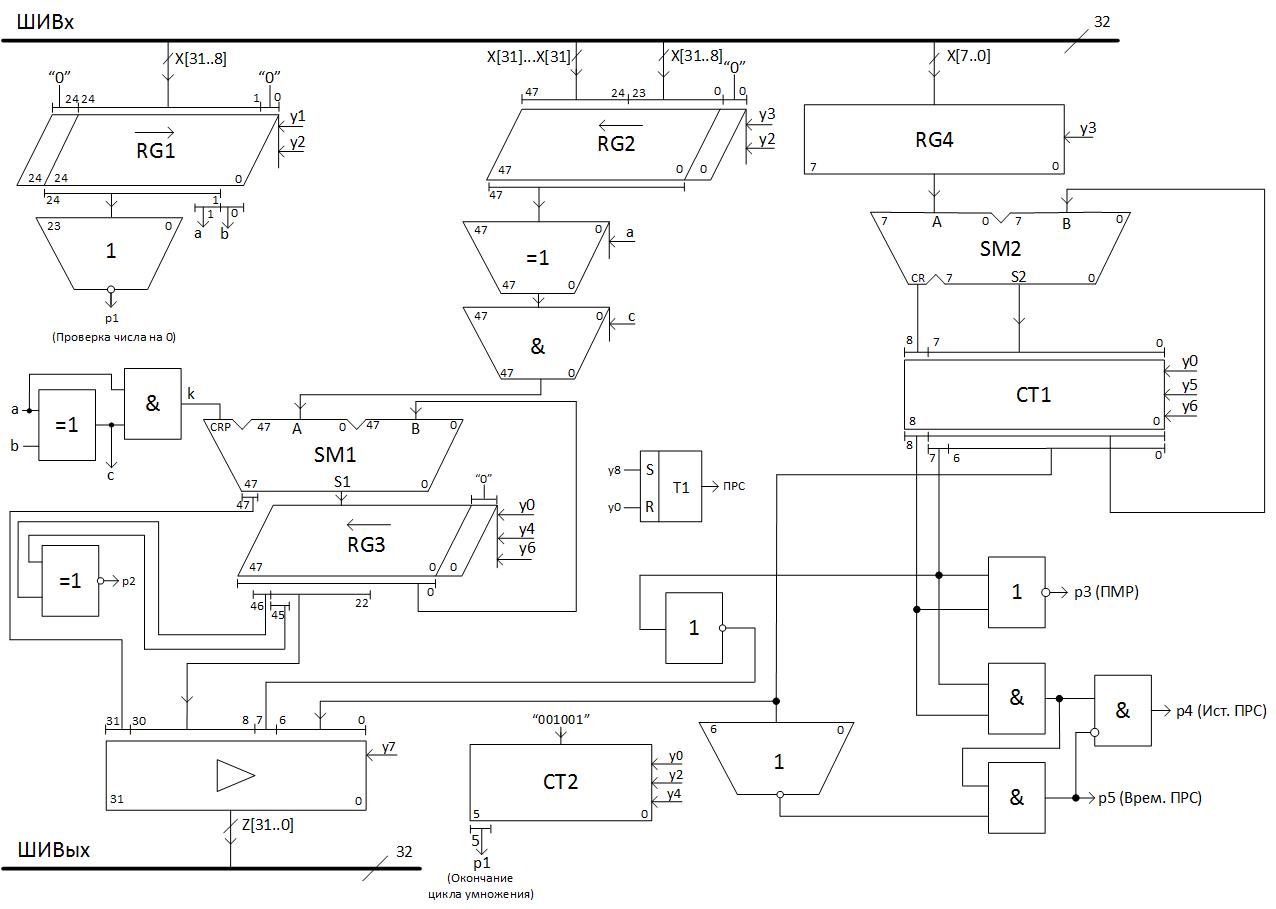 ШИВх
32
X[31..8]
X[31]...X[31]
X[31..8]
X[7..0]
"0"
"0"
"0"
24 24
1 0
47
24 23
0 0
y1
y2
RG1
24 24
0
y3
y2
RG2
47
0 0
RG4
y3
7
0
24
1
1 0
a b
47
23
0
1
p1
(Проверка числа на 0)
47
0
a
=1
47
0
47
0
c
&
47
0
7
A
0 7
B
0
SM2
CR 7
S2
0
8 7
0
y0
CT1
y5
y6
8
0
8
7 6
0
a
=1
b
&
k
c
CRP 47 A 0 47 B 0
SM1
47
S1
0
47
"0"
RG3
y0
y4
y6
47
0 0
0
46
45
22
=1
p2
y8
S
T1
ПРС
y0
R
1
p3 (ПМР)
1
&
&
p4 (Ист. ПРС)
&
p5 (Врем. ПРС)
31 30
8 7 6
0
y7
31
0
Z[31..0]
"001001"
CT2
y0
y2
y4
5
0
5
p1
(Окончание
цикла умножения)
6
0
1
ШИВых
32